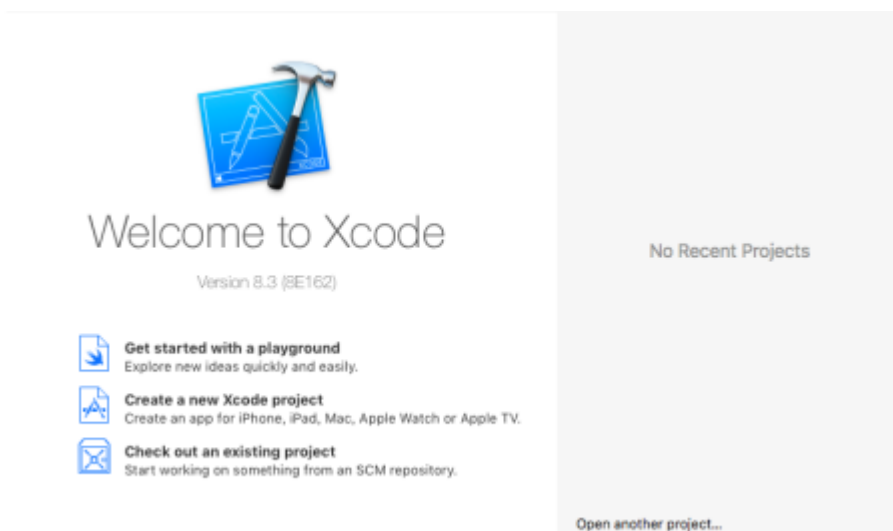 Welcome to Xcode
Version 8.3 (8E162)
Get started with a playground
Explore new ideas quickly and easily.
Create a new Xcode project
Create an app for iPhone, iPad, Mac, Apple Watch or Apple TV.
Check out an existing project
Start working on something from an SCM repository.
No Recent Projects
Open another project...